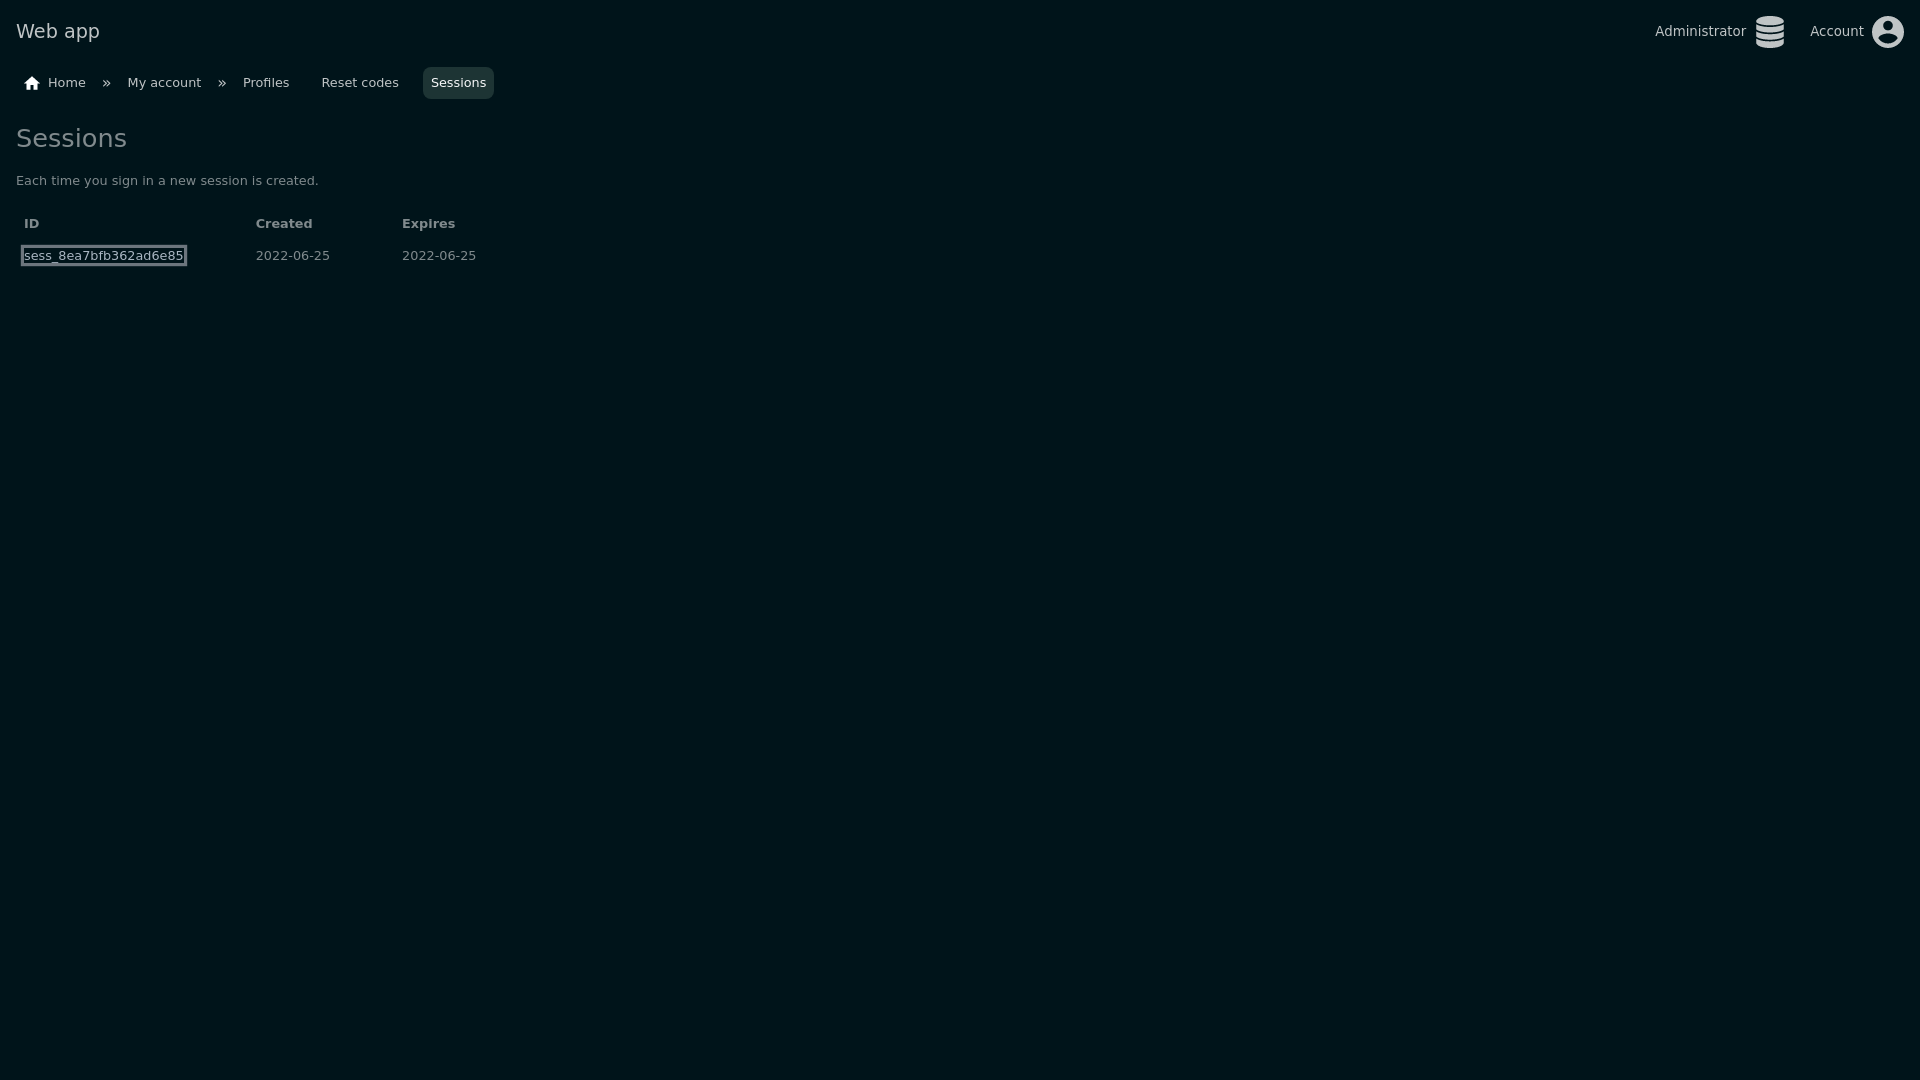 Web app
Administrator
Account
Home » My account » Profiles Reset codes Sessions
Sessions
Each time you sign in a new session is created.
ID Created Expires
sess_8ea7bfb362ad6e85 2022-06-25 2022-06-25